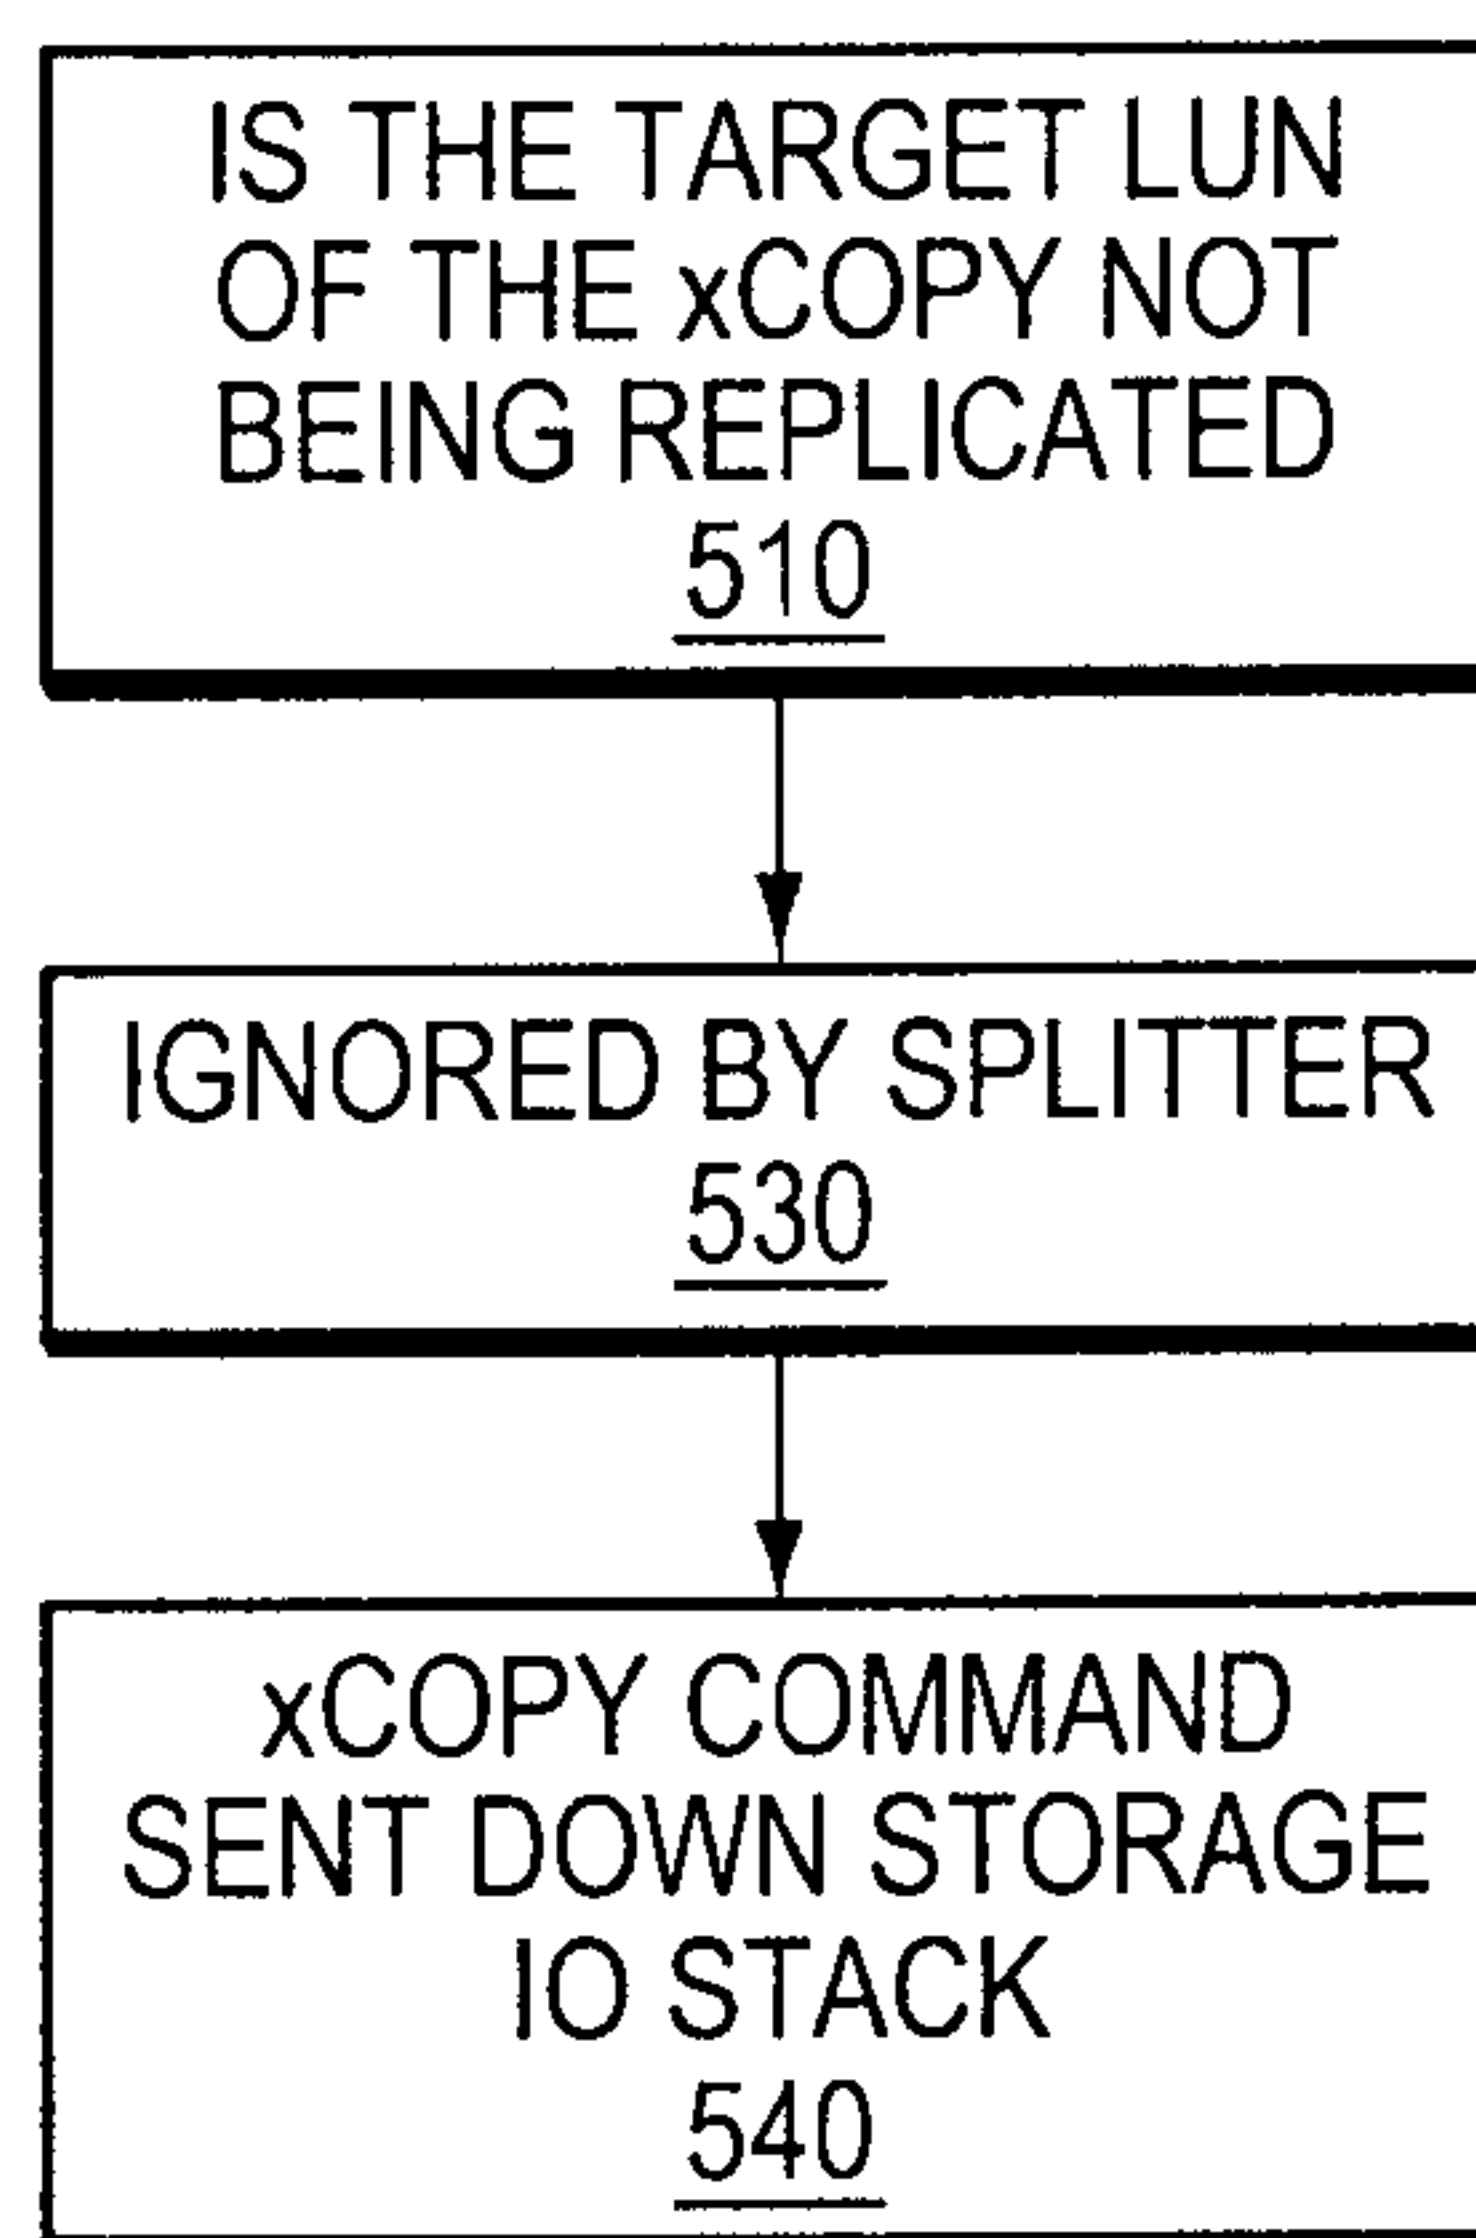 IS THE TARGET LUN
OF THE xCOPY NOT
BEING REPLICATED
510
IGNORED BY SPLITTER
530
xCOPY COMMAND
SENT DOWN STORAGE
IO STACK
540